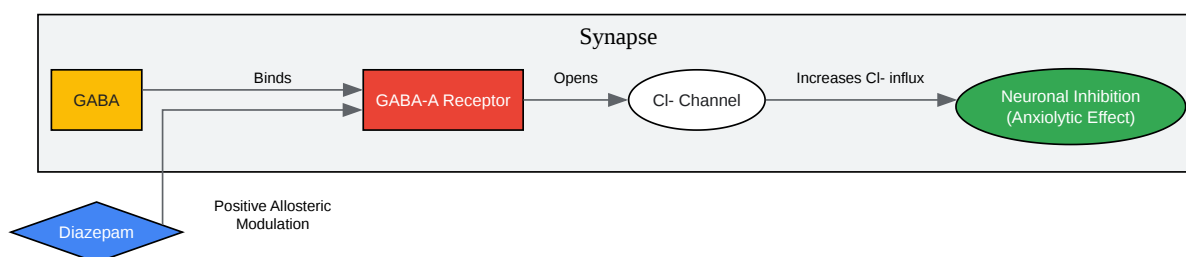 Synapse
GABA
Binds
GABA-A Receptor
Opens
Cl- Channel
Increases Cl- influx
Neuronal Inhibition
(Anxiolytic Effect)
Diazepam
Positive Allosteric
Modulation